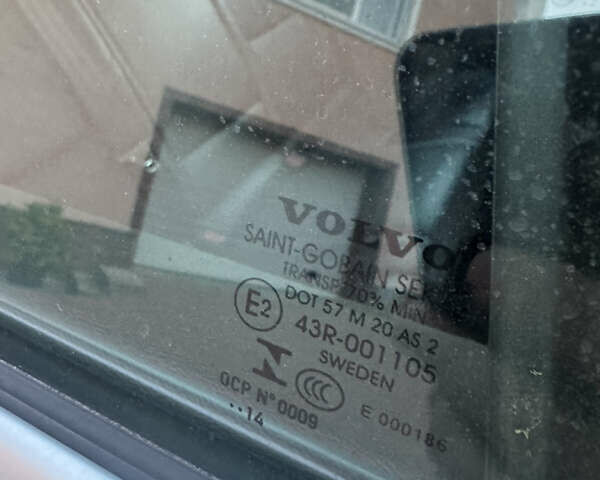 VOLVO
SAINT-GOBAIN
TRANSP. 70% MIN
DOT 57 M 20 AS 2
E2
43R-001105
SWEDEN
CCC
OCP N°0009
E 000186
..14